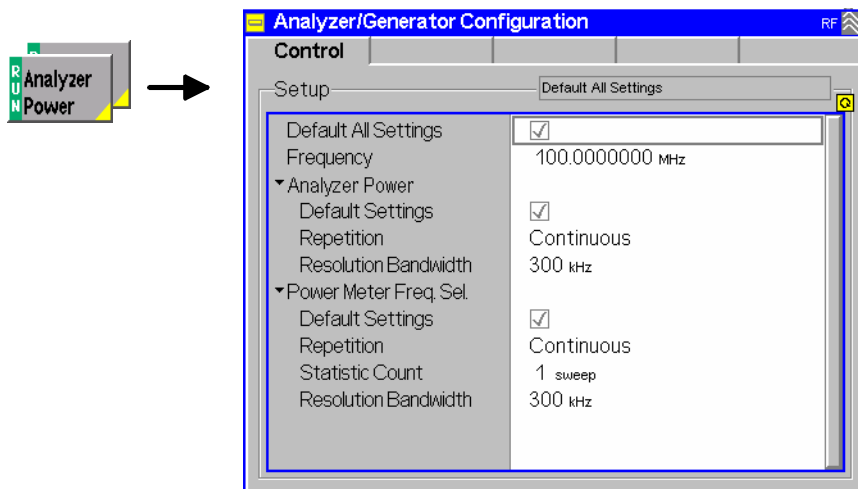 RUN
Analyzer
Power
Analyzer/Generator Configuration RF
Control
Setup Default All Settings
Default All Settings
Frequency 100.0000000 MHz
Analyzer Power
Default Settings
Repetition Continuous
Resolution Bandwidth 300 kHz
Power Meter Freq. Sel.
Default Settings
Repetition Continuous
Statistic Count 1 sweep
Resolution Bandwidth 300 kHz